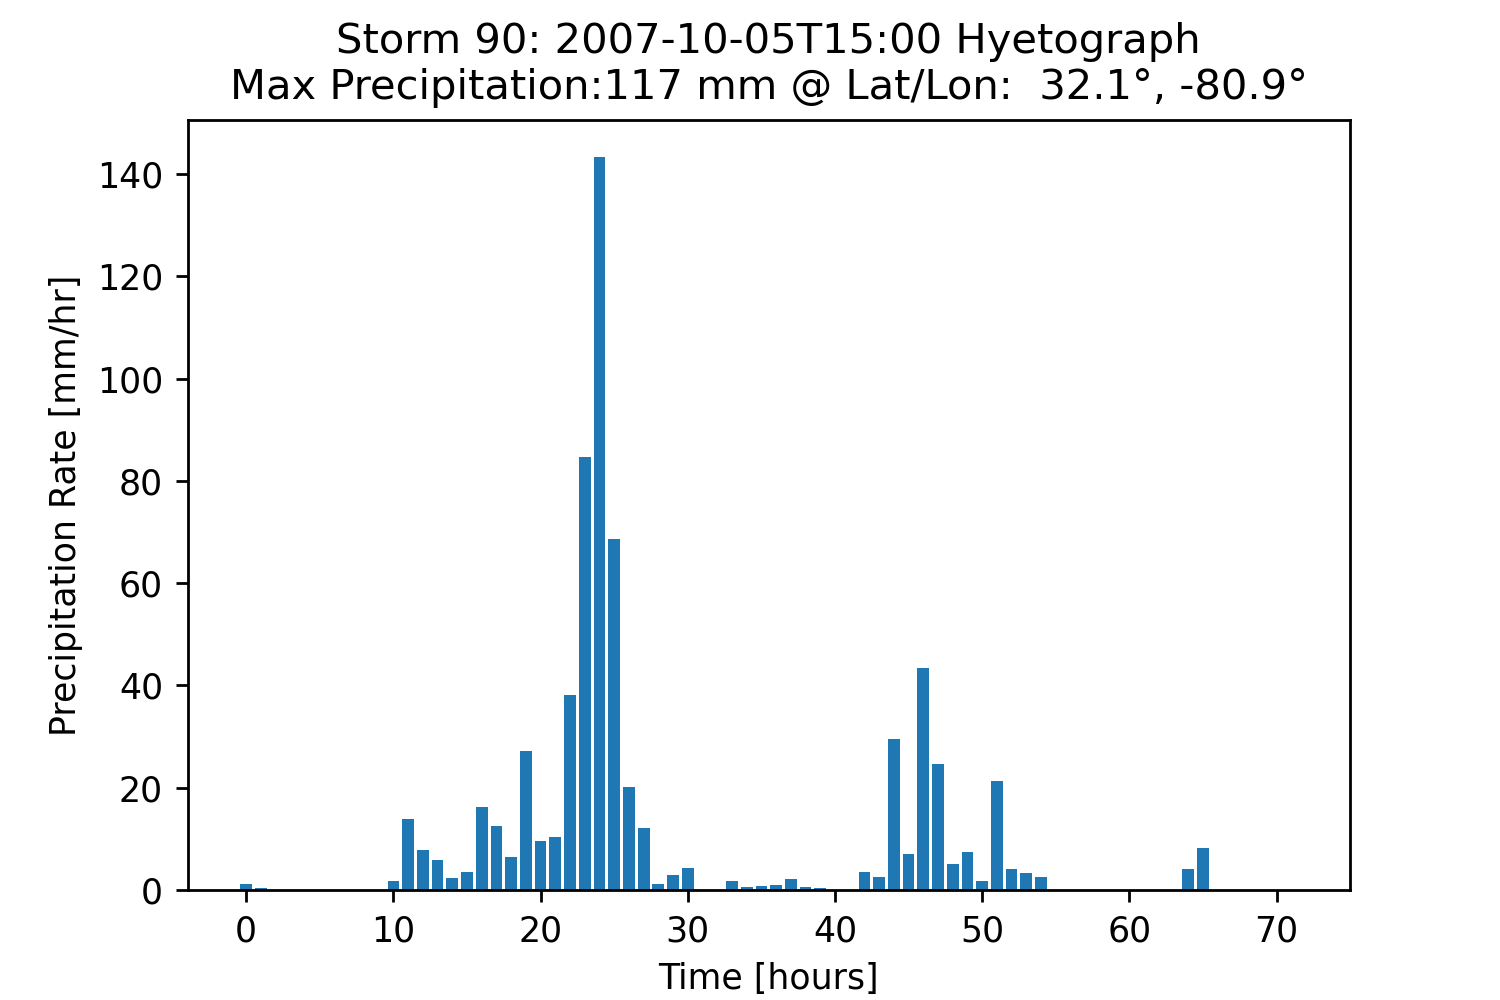 Storm 90: 2007-10-05T15:00 Hyetograph
Max Precipitation:117 mm @ Lat/Lon:  32.1°, -80.9°
140
120
100
80
60
40
20
0
Precipitation Rate [mm/hr]
0 10 20 30 40 50 60 70
Time [hours]